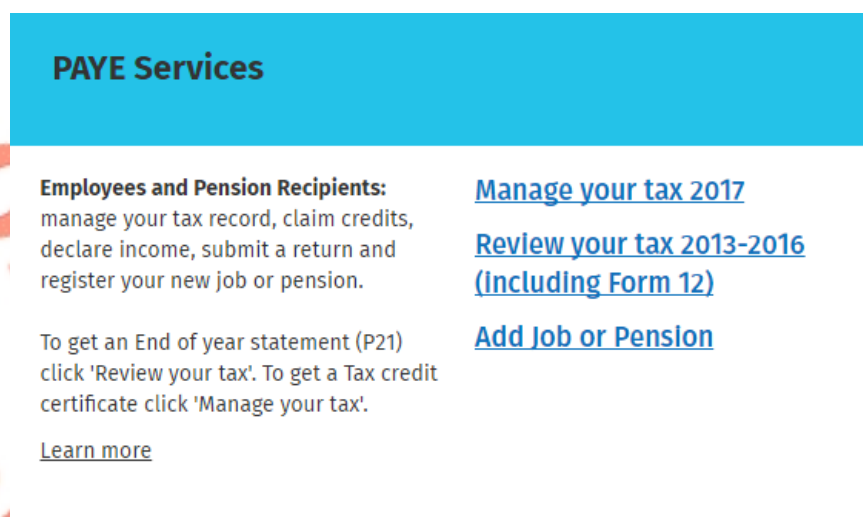 PAYE Services
Employees and Pension Recipients:
manage your tax record, claim credits,
declare income, submit a return and
register your new job or pension.
To get an End of year statement (P21)
click 'Review your tax'. To get a Tax credit
certificate click 'Manage your tax'.
Learn more
Manage your tax 2017
Review your tax 2013-2016
(including Form 12)
Add Job or Pension